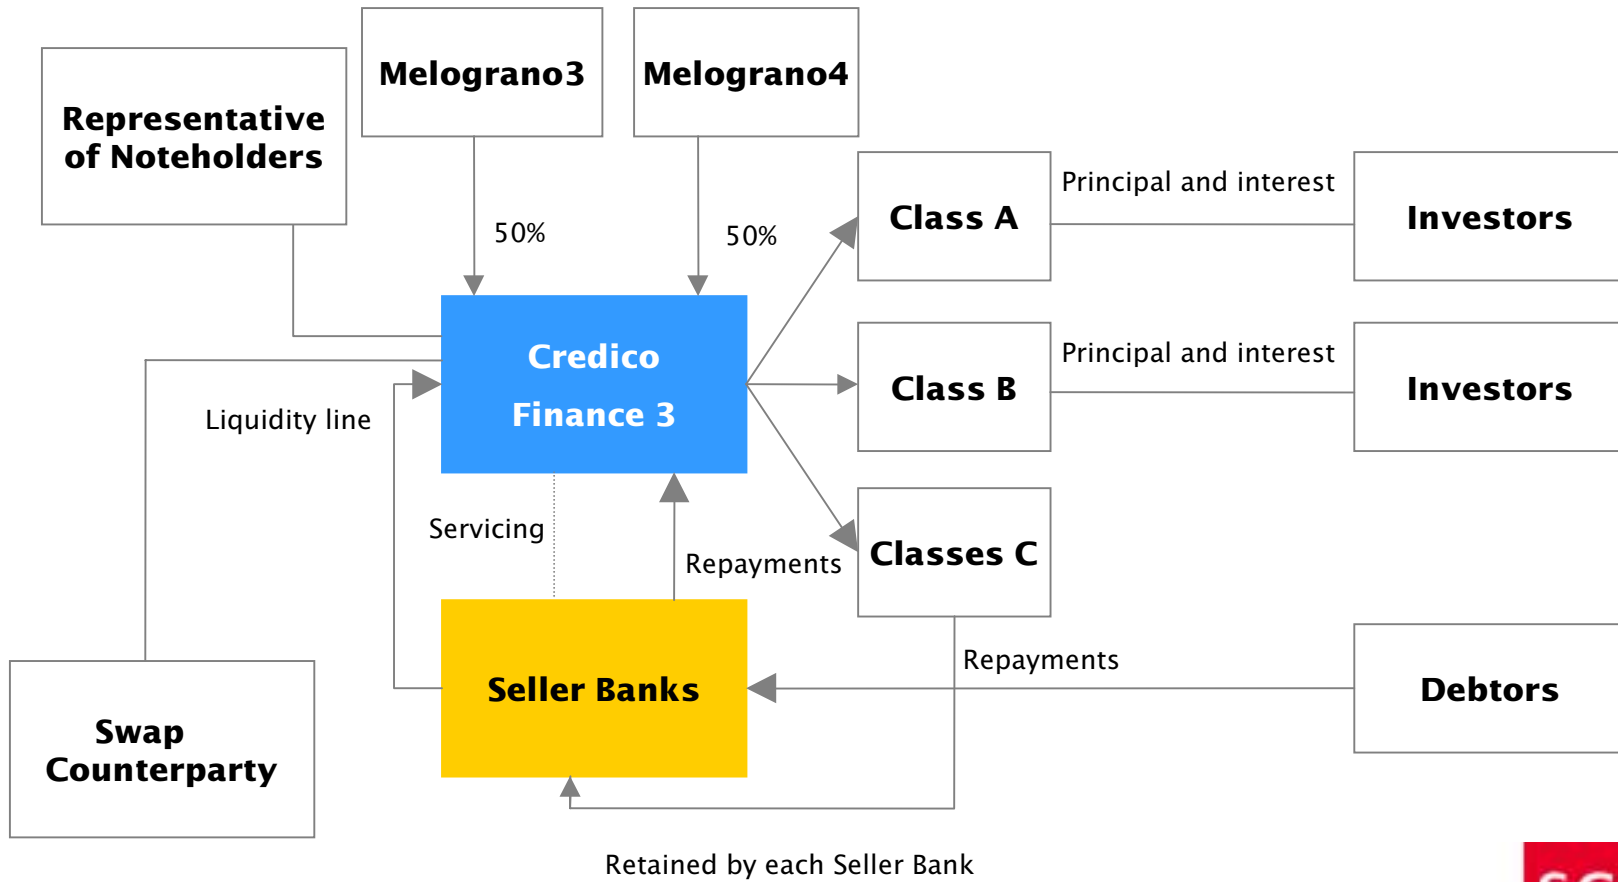 Melograno3
Melograno4
Representative
of Noteholders
Principal and interest
Class A
Investors
50%
50%
Credico
Finance 3
Principal and interest
Class B
Investors
Liquidity line
Servicing
Repayments
Classes C
Repayments
Seller Banks
Debtors
Swap
Counterparty
Retained by each Seller Bank